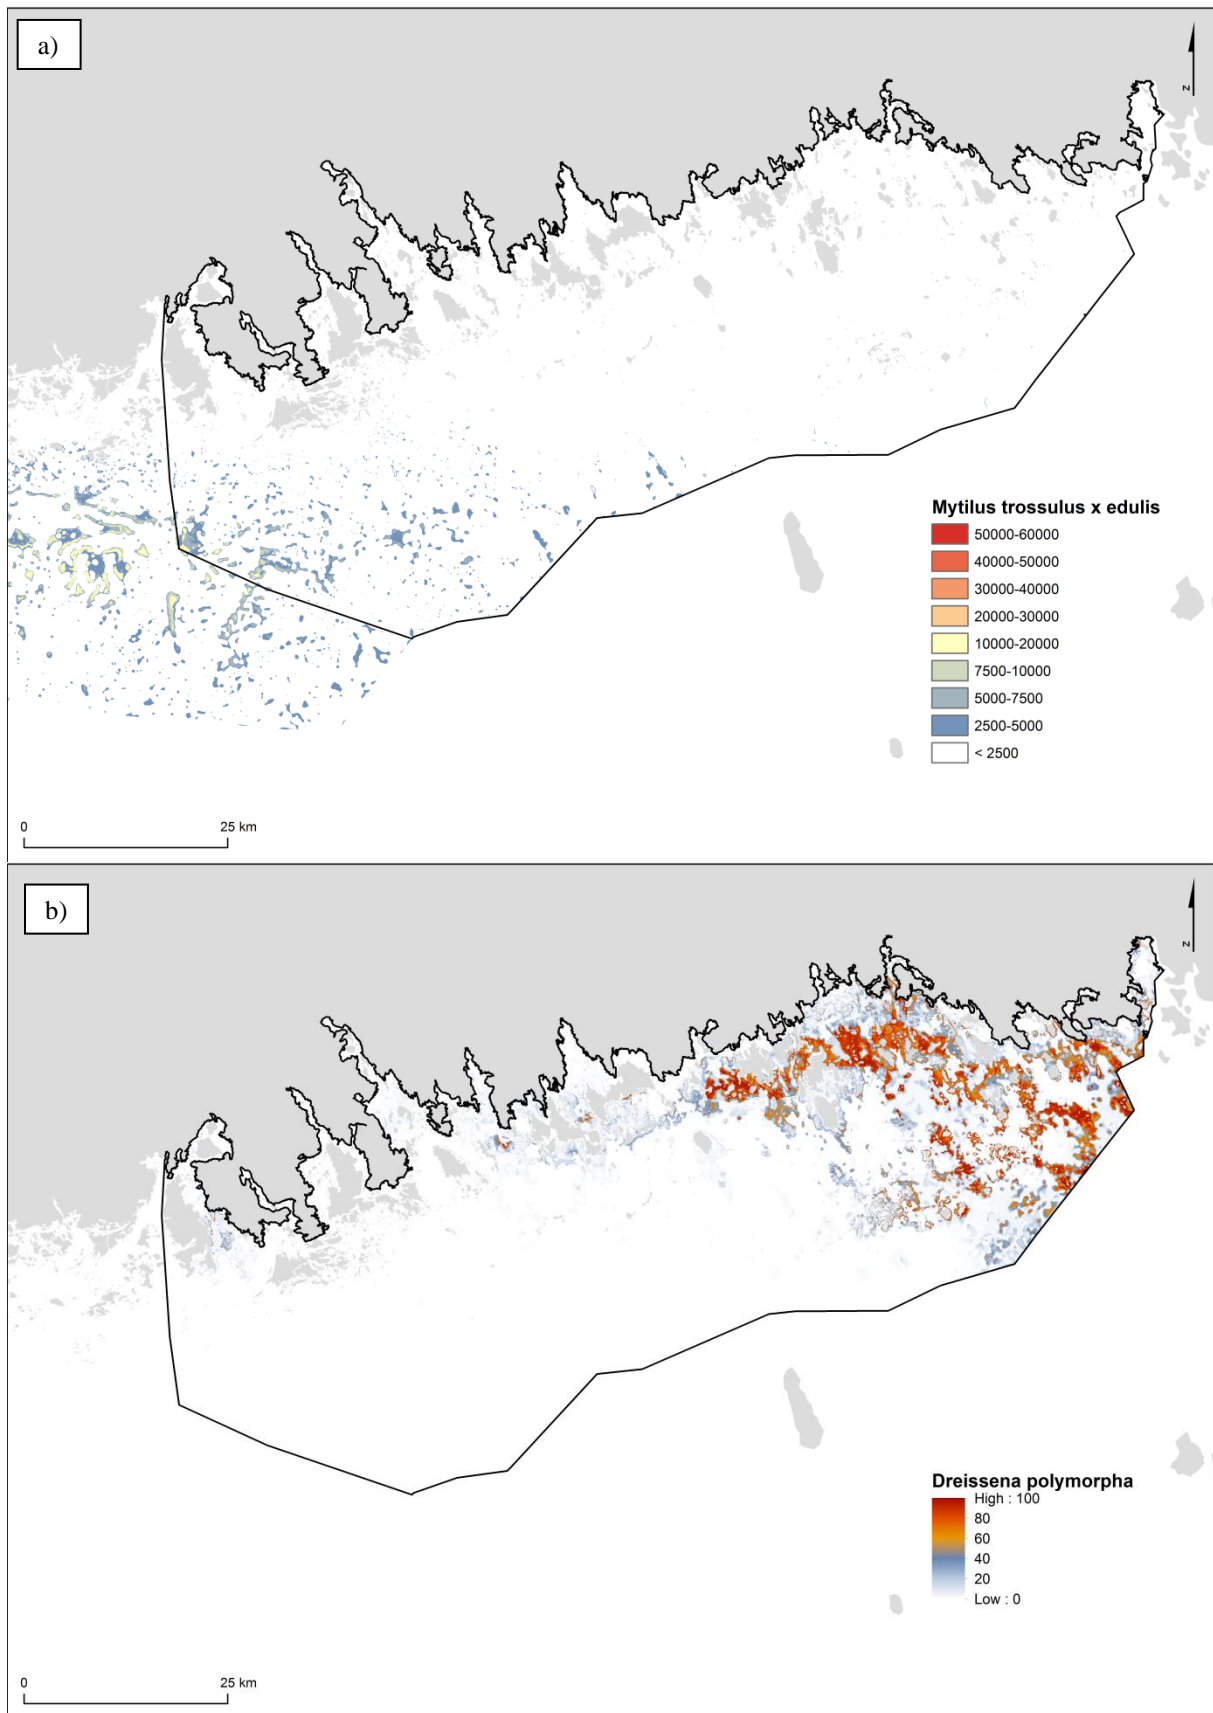 a)
N
Mytilus trossulus x edulis
50000-60000
40000-50000
30000-40000
20000-30000
10000-20000
7500-10000
5000-7500
2500-5000
< 2500
0 25 km
b)
N
Dreissena polymorpha
High : 100
80
60
40
20
Low : 0
0 25 km